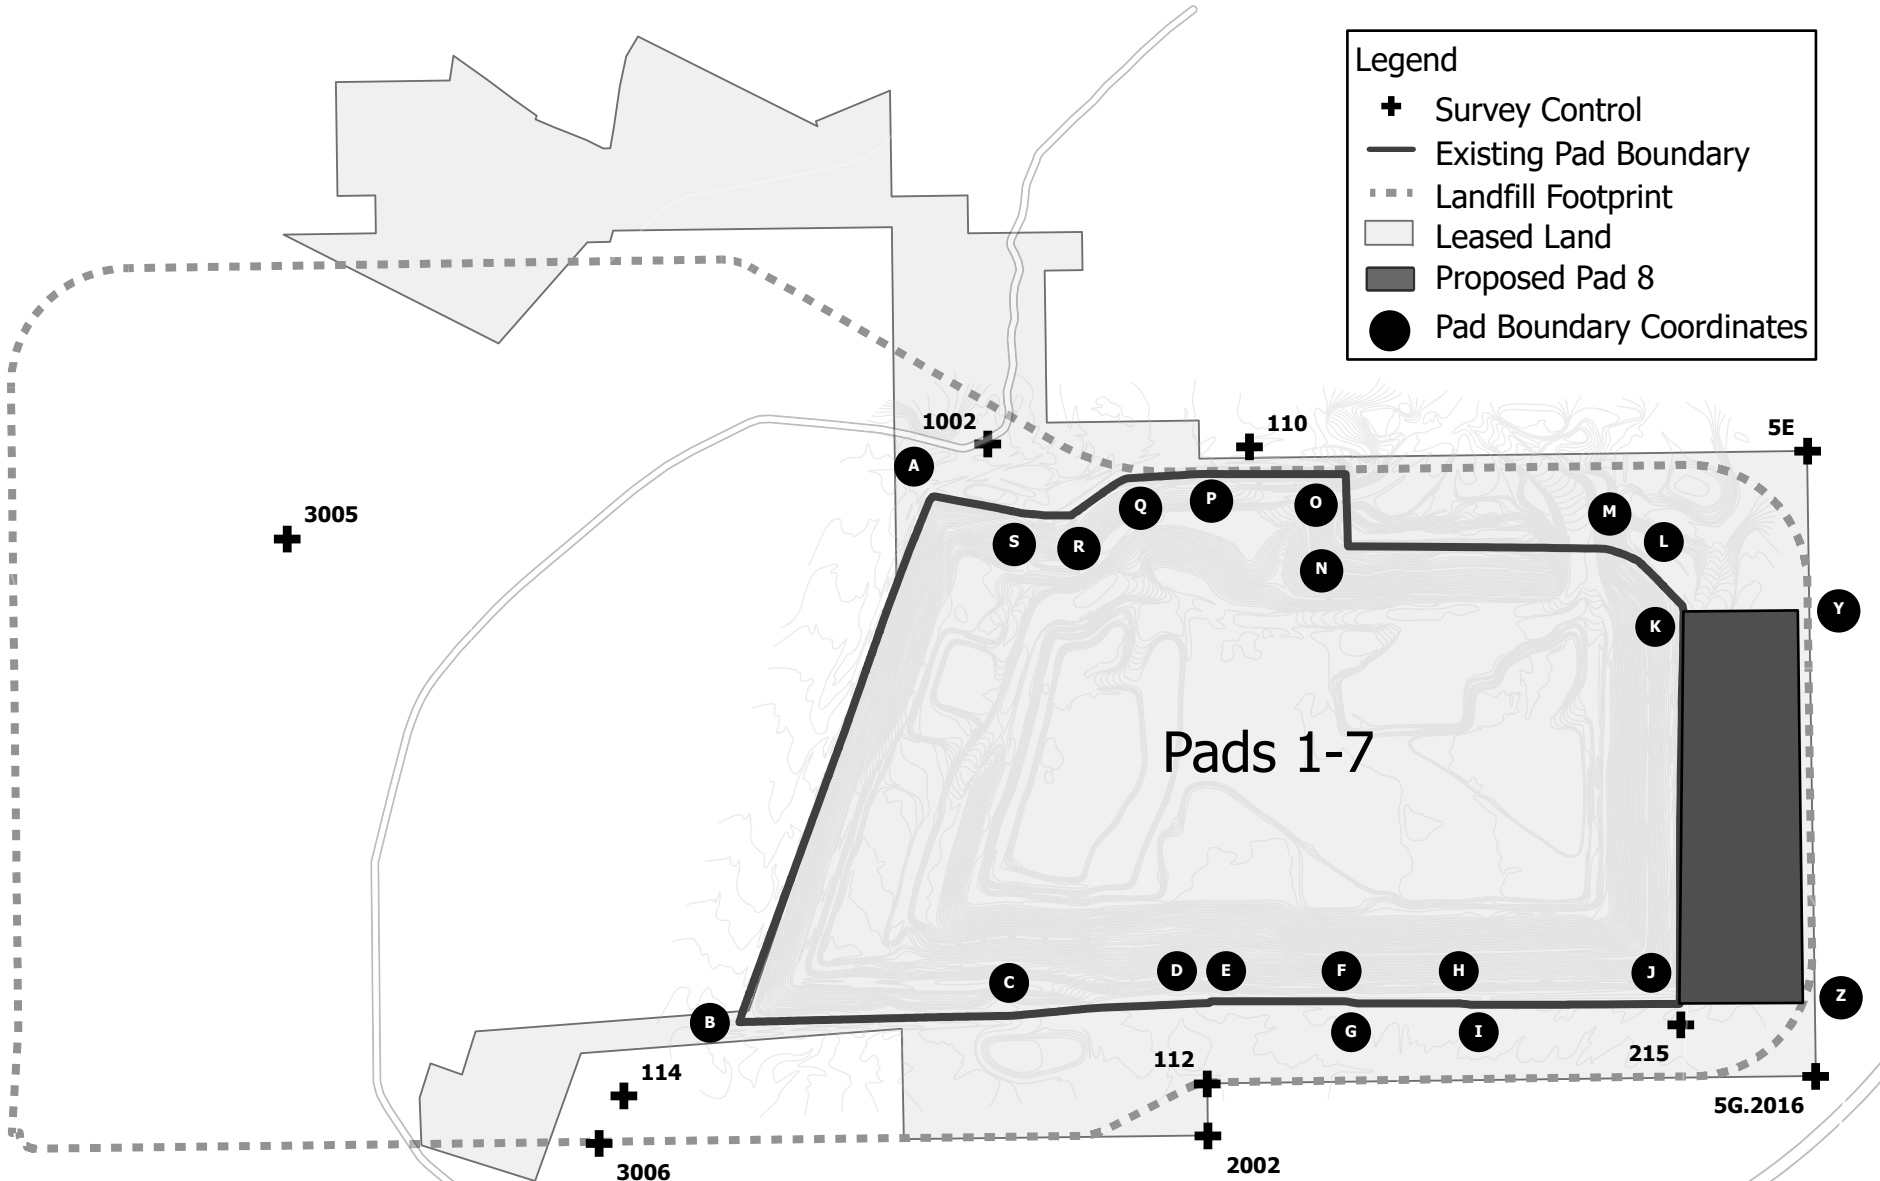 Legend
Survey Control
Existing Pad Boundary
Landfill Footprint
Leased Land
Proposed Pad 8
Pad Boundary Coordinates
1002
110
5E
A
Q
P
O
M
3005
S
R
L
N
Y
K
Pads 1-7
C
D
E
F
H
J
Z
B
G
I
112
215
114
5G.2016
2002
3006